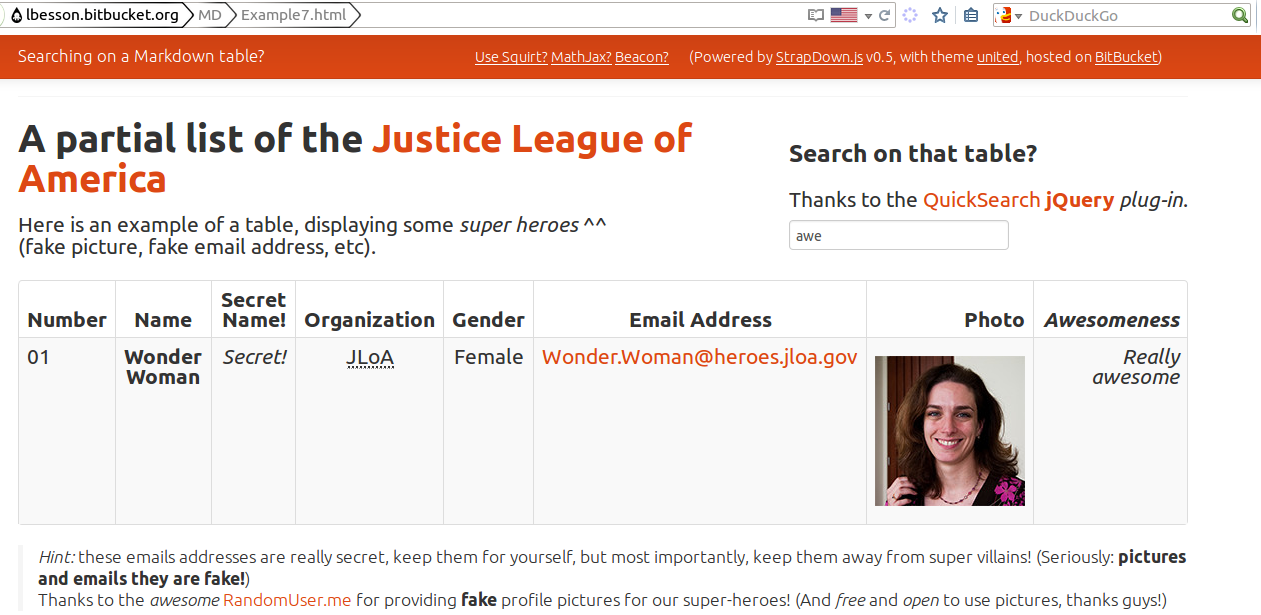 lbesson.bitbucket.org MD Example7.html DuckDuckGo
Searching on a Markdown table? Use Squirt? MathJax? Beacon? (Powered by StrapDown.js v0.5, with theme united, hosted on BitBucket)
A partial list of the Justice League of
America
Here is an example of a table, displaying some super heroes ^^
(fake picture, fake email address, etc).
Search on that table?
Thanks to the QuickSearch jQuery plug-in.
awe
Number Name Secret Name! Organization Gender Email Address Photo Awesomeness
01 Wonder Woman Secret! JLoA Female Wonder.Woman@heroes.jloa.gov Really awesome
Hint: these emails addresses are really secret, keep them for yourself, but most importantly, keep them away from super villains! (Seriously: pictures
and emails they are fake!)
Thanks to the awesome RandomUser.me for providing fake profile pictures for our super-heroes! (And free and open to use pictures, thanks guys!)